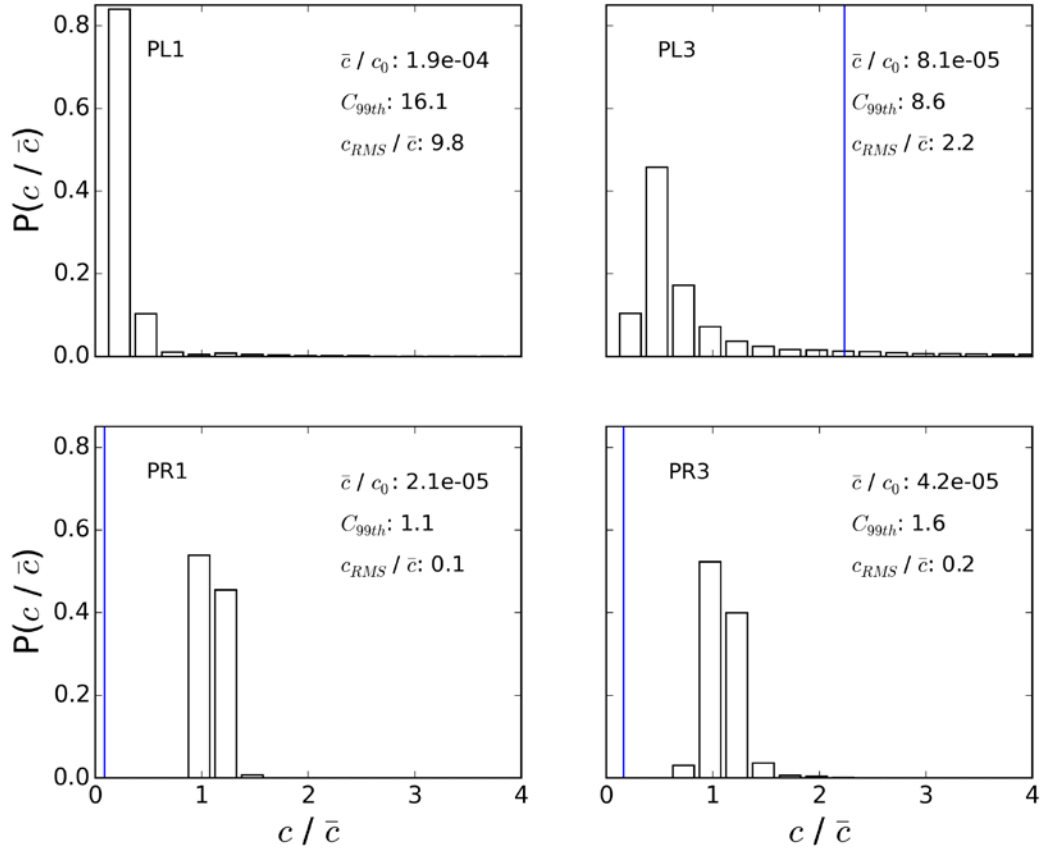 0.8
0.6
0.4
0.2
0.0
P(c / c̄)
PL1
c̄ / c₀: 1.9e-04
C₉₉ₜₕ: 16.1
c_RMS / c̄: 9.8
PL3
c̄ / c₀: 8.1e-05
C₉₉ₜₕ: 8.6
c_RMS / c̄: 2.2
0.8
0.6
0.4
0.2
0.0
P(c / c̄)
PR1
c̄ / c₀: 2.1e-05
C₉₉ₜₕ: 1.1
c_RMS / c̄: 0.1
0 1 2 3 4
c / c̄
PR3
c̄ / c₀: 4.2e-05
C₉₉ₜₕ: 1.6
c_RMS / c̄: 0.2
0 1 2 3 4
c / c̄